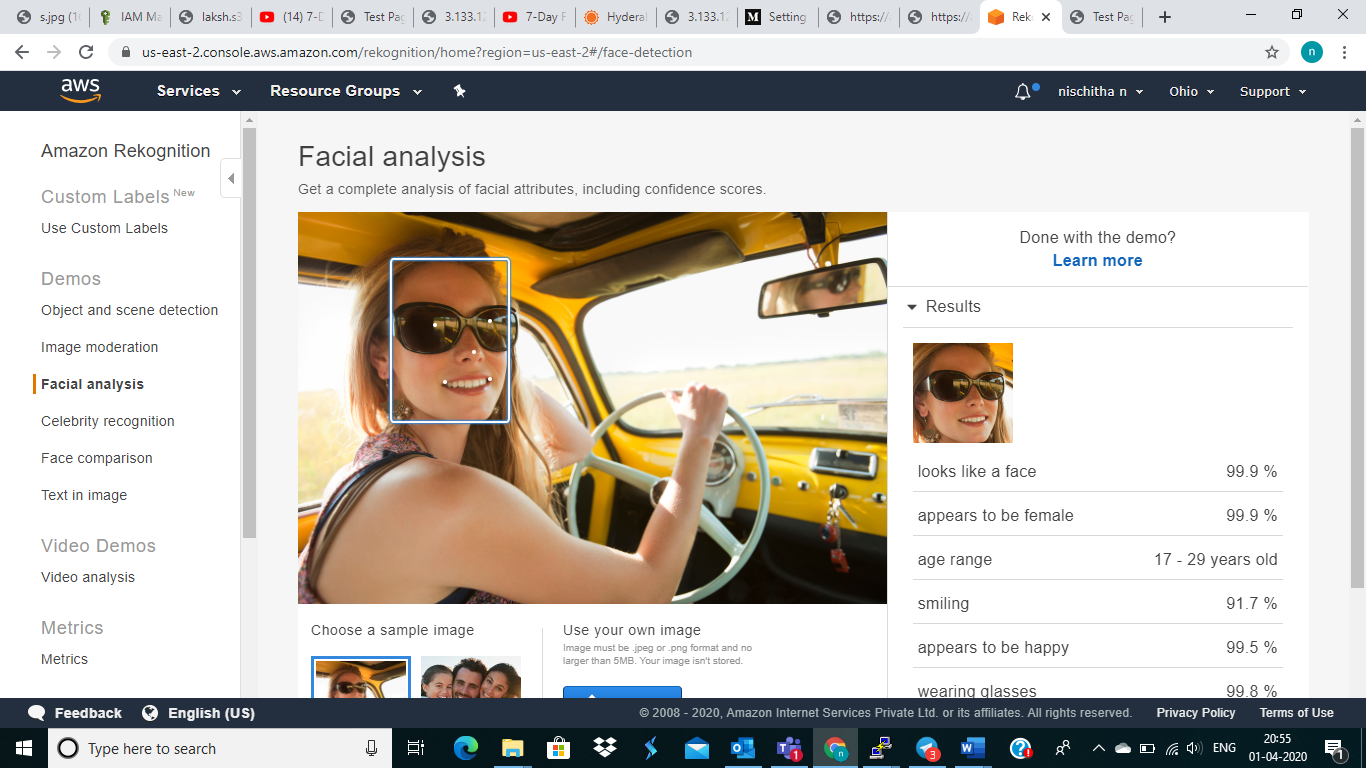 s.jpg (1
IAM Ma
laksh.s3
(14) 7-D
Test Pag
3.133.12
7-Day F
Hyderal
3.133.12
Setting
https://
https://
Rek
Test Pag
us-east-2.console.aws.amazon.com/rekognition/home?region=us-east-2#/face-detection
n
aws
Services
Resource Groups
nischitha n
Ohio
Support
Amazon Rekognition
Custom Labels New
Use Custom Labels
Demos
Object and scene detection
Image moderation
Facial analysis
Celebrity recognition
Face comparison
Text in image
Video Demos
Video analysis
Metrics
Metrics
Facial analysis
Get a complete analysis of facial attributes, including confidence scores.
Choose a sample image
Use your own image
Image must be .jpeg or .png format and no
larger than 5MB. Your image isn't stored.
Done with the demo?
Learn more
Results
looks like a face 99.9 %
appears to be female 99.9 %
age range 17 - 29 years old
smiling 91.7 %
appears to be happy 99.5 %
wearing glasses 99.8 %
Feedback
English (US)
© 2008 - 2020, Amazon Internet Services Private Ltd. or its affiliates. All rights reserved.
Privacy Policy
Terms of Use
Type here to search
1
n
3
ENG
20:55
01-04-2020
1